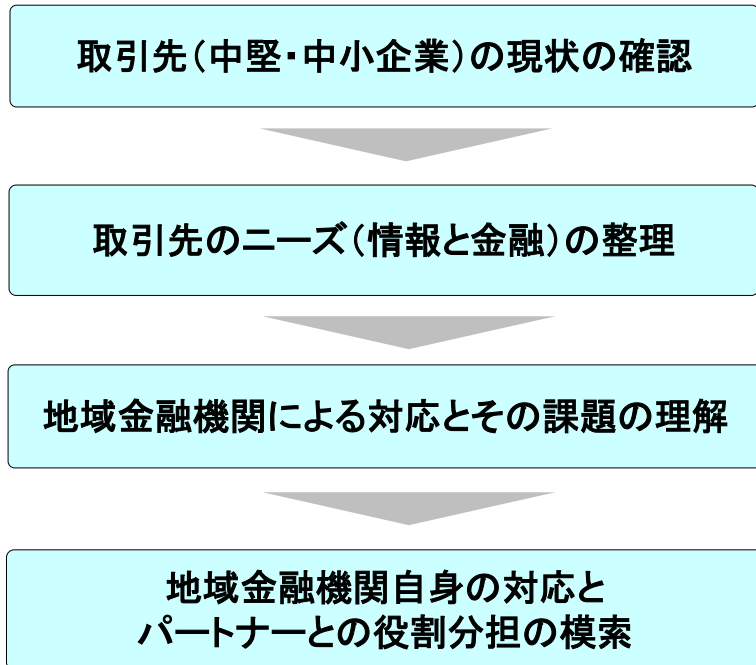 取引先（中堅・中小企業）の現状の確認
取引先のニーズ（情報と金融）の整理
地域金融機関による対応とその課題の理解
地域金融機関自身の対応と
パートナーとの役割分担の模索